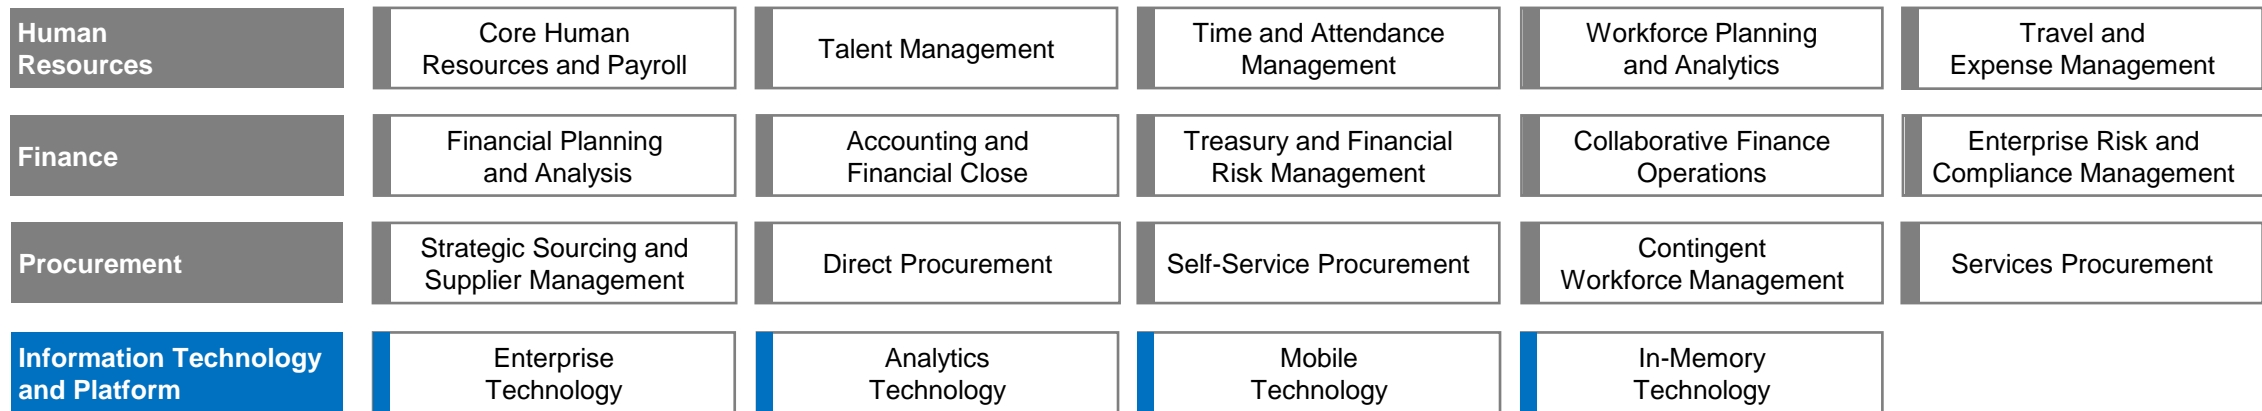 Human
Resources
Core Human
Resources and Payroll
Talent Management
Time and Attendance
Management
Workforce Planning
and Analytics
Travel and
Expense Management
Finance
Financial Planning
and Analysis
Accounting and
Financial Close
Treasury and Financial
Risk Management
Collaborative Finance
Operations
Enterprise Risk and
Compliance Management
Procurement
Strategic Sourcing and
Supplier Management
Direct Procurement
Self-Service Procurement
Contingent
Workforce Management
Services Procurement
Information Technology
and Platform
Enterprise
Technology
Analytics
Technology
Mobile
Technology
In-Memory
Technology